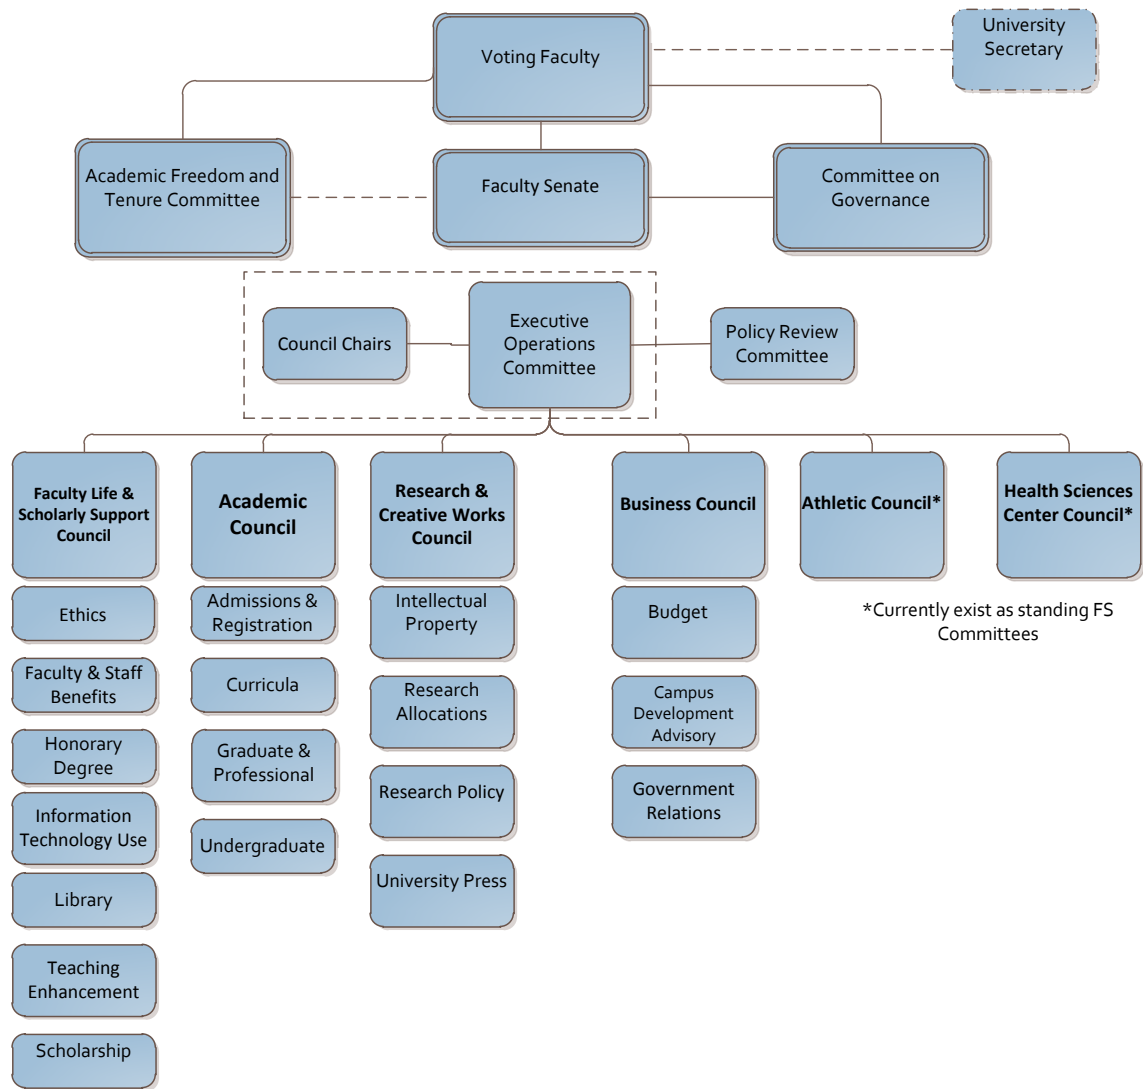 Voting Faculty
University
Secretary
Academic Freedom and
Tenure Committee
Faculty Senate
Committee on
Governance
Council Chairs
Executive
Operations
Committee
Policy Review
Committee
Faculty Life &
Scholarly Support
Council
Academic
Council
Research &
Creative Works
Council
Business Council
Athletic Council*
Health Sciences
Center Council*
Ethics
Faculty & Staff
Benefits
Honorary
Degree
Information
Technology Use
Library
Teaching
Enhancement
Scholarship
Admissions &
Registration
Curricula
Graduate &
Professional
Undergraduate
Intellectual
Property
Research
Allocations
Research Policy
University Press
Budget
Campus
Development
Advisory
Government
Relations
*Currently exist as standing FS
Committees